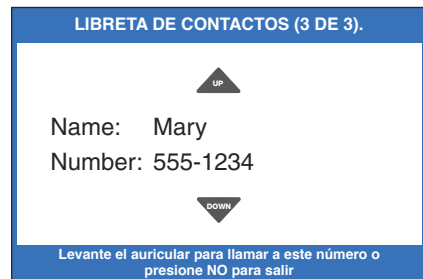 LIBRETA DE CONTACTOS (3 DE 3).
UP
Name: Mary
Number: 555-1234
DOWN
Levante el auricular para llamar a este número o
presione NO para salir